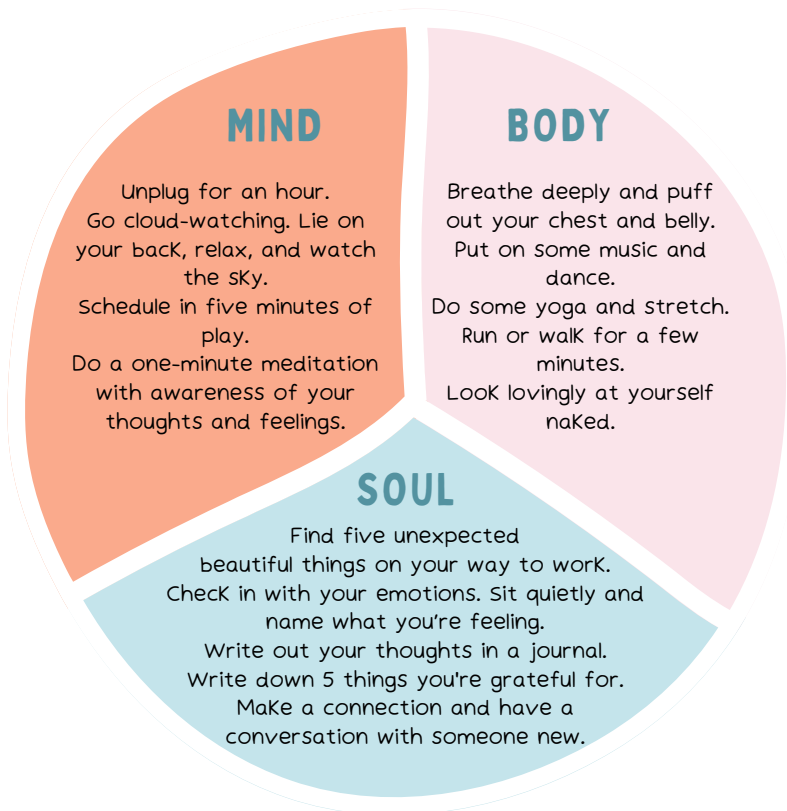 MIND
Unplug for an hour.
Go cloud-watching. Lie on
your back, relax, and watch
the sky.
Schedule in five minutes of
play.
Do a one-minute meditation
with awareness of your
thoughts and feelings.
BODY
Breathe deeply and puff
out your chest and belly.
Put on some music and
dance.
Do some yoga and stretch.
Run or walk for a few
minutes.
Look lovingly at yourself
naked.
SOUL
Find five unexpected
beautiful things on your way to work.
Check in with your emotions. Sit quietly and
name what you're feeling.
Write out your thoughts in a journal.
Write down 5 things you're grateful for.
Make a connection and have a
conversation with someone new.